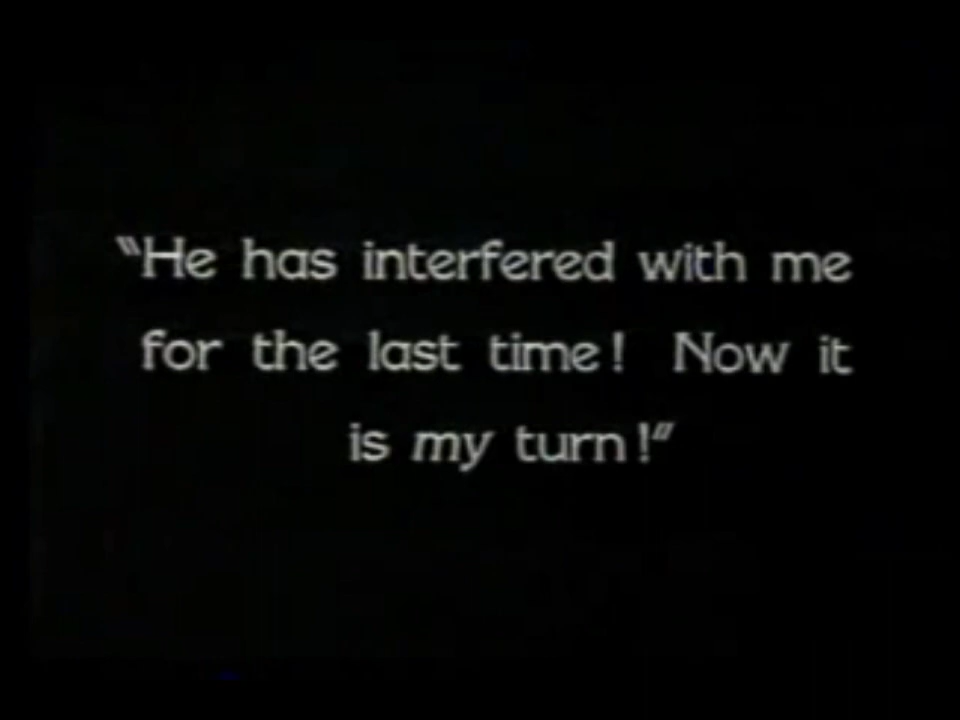 "He has interfered with me
for the last time! Now it
is my turn!"